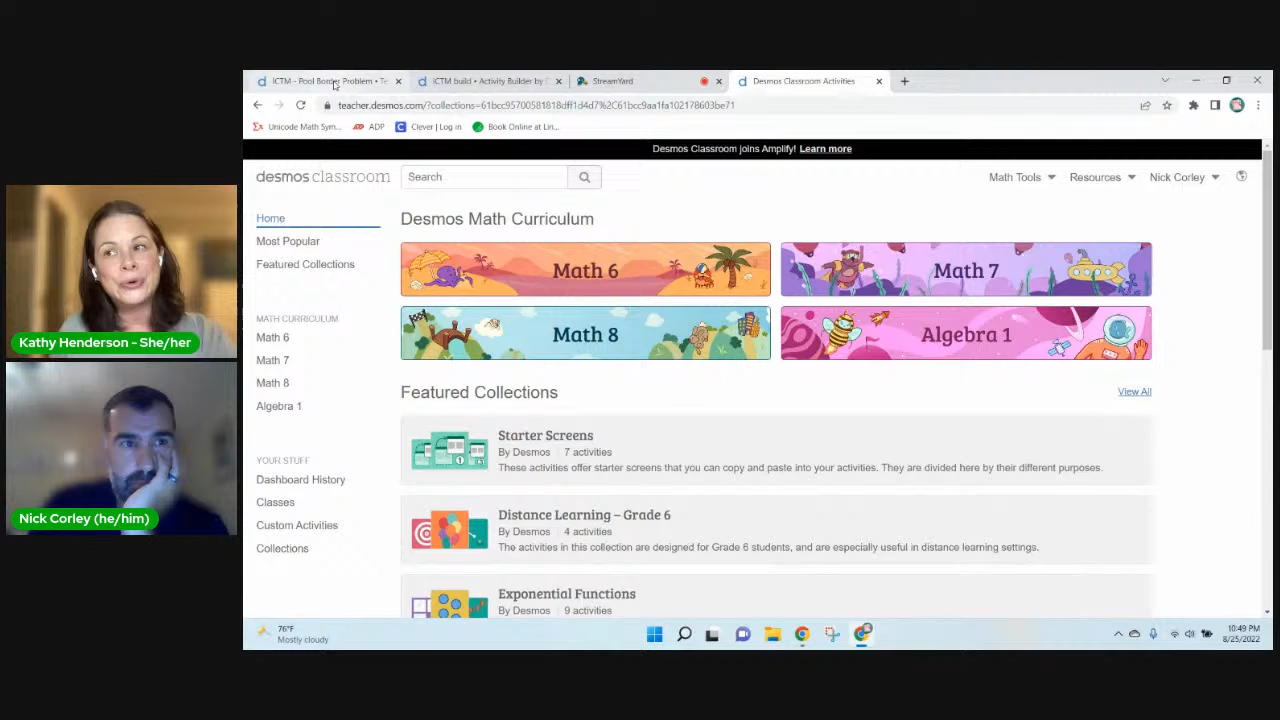 ICTM - Pool Border Problem • Te
ICTM build • Activity Builder by D
StreamYard
Desmos Classroom Activities
teacher.desmos.com/?collections=61bcc95700581818dff1d4d7%2C61bcc9aa1fa102178603be71
Unicode Math Sym...
ADP
Clever | Log in
Book Online at Lin...
Desmos Classroom joins Amplify! Learn more
desmos classroom
Search
Math Tools
Resources
Nick Corley
Home
Most Popular
Featured Collections
MATH CURRICULUM
Math 6
Math 7
Math 8
Algebra 1
YOUR STUFF
Dashboard History
Classes
Custom Activities
Collections
Desmos Math Curriculum
Math 6
Math 7
Math 8
Algebra 1
Featured Collections
View All
Starter Screens
By Desmos 7 activities
These activities offer starter screens that you can copy and paste into your activities. They are divided here by their different purposes.
Distance Learning – Grade 6
By Desmos 4 activities
The activities in this collection are designed for Grade 6 students, and are especially useful in distance learning settings.
Exponential Functions
By Desmos 9 activities
Kathy Henderson - She/her
Nick Corley (he/him)
76°F
Mostly cloudy
10:49 PM
8/25/2022